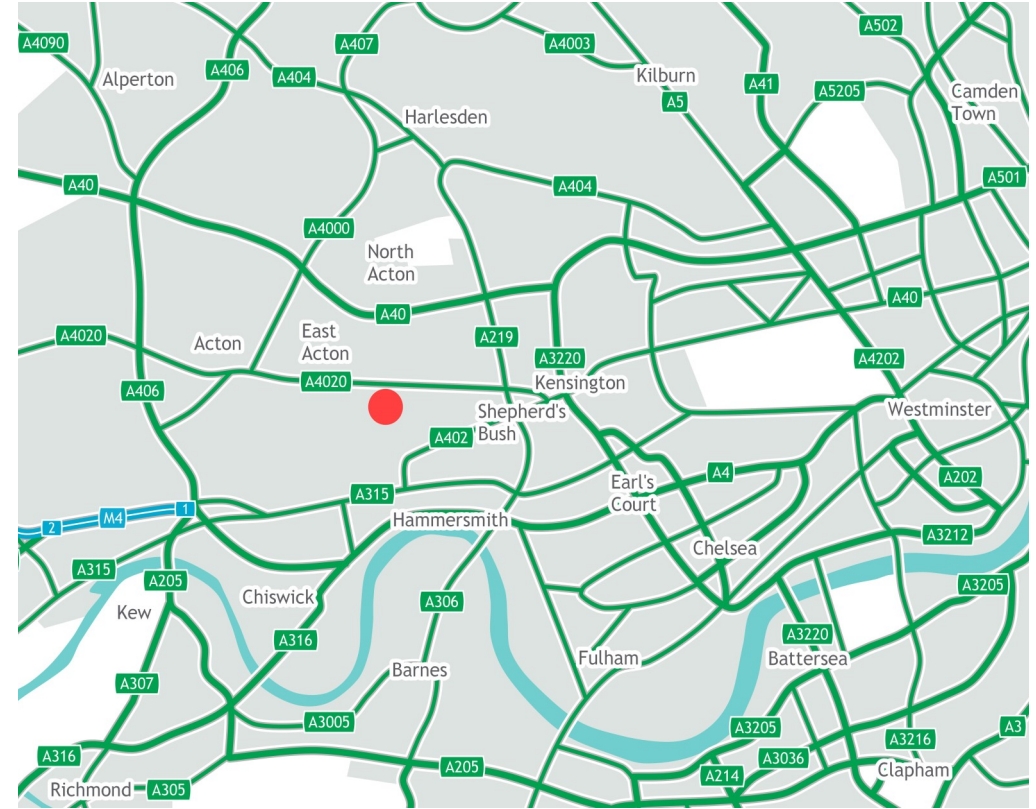 A4090
Alperton
A406
A404
A407
A4003
Kilburn
A5
A41
A502
A5205
Camden
Town
Harlesden
A40
A4000
A404
A501
North
Acton
A40
A219
A40
A4020
Acton
East
Acton
A4020
A3220
Kensington
A4202
A406
Shepherd's
Bush
Westminster
A402
A4
A202
Earl's
Court
A315
2
M4
1
Hammersmith
Chelsea
A3212
A315
A205
Kew
Chiswick
A306
A3205
A316
A3220
Barnes
Fulham
Battersea
A307
A3005
A3205
A3
A316
A205
A3036
A3216
A214
Clapham
Richmond
A305